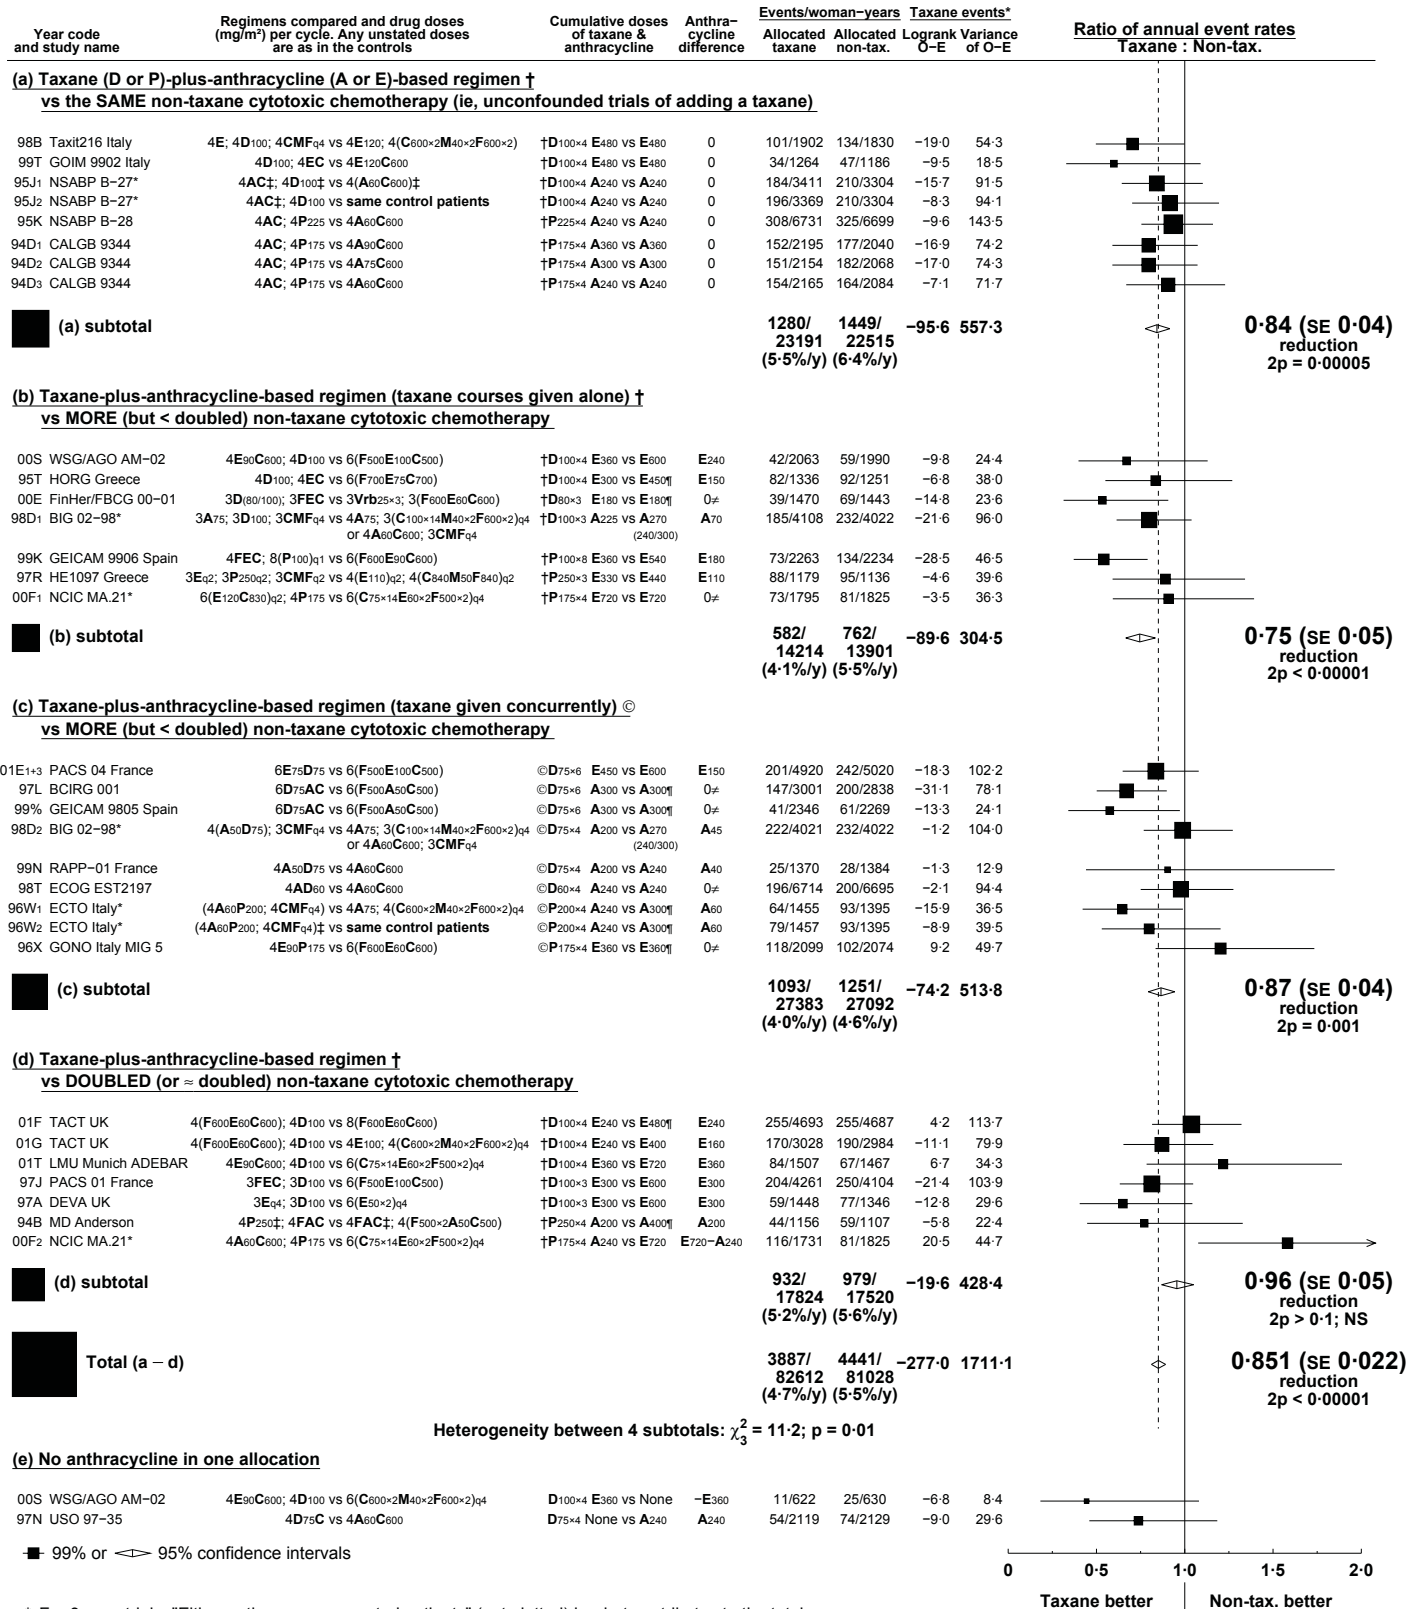 Year code and study name | Regimens compared and drug doses (mg/m²) per cycle. Any unstated doses are as in the controls | Cumulative doses of taxane & anthracycline | Anthra−cycline difference | Events/woman−years Allocated taxane | Allocated non-tax. | Taxane events* Logrank O−E | Variance of O−E | Ratio of annual event rates Taxane : Non-tax.
(a) Taxane (D or P)-plus-anthracycline (A or E)-based regimen †
vs the SAME non-taxane cytotoxic chemotherapy (ie, unconfounded trials of adding a taxane)
98B Taxit216 Italy 4E; 4D100; 4CMFq4 vs 4E120; 4(C600×2M40×2F600×2) †D100×4 E480 vs E480 0 101/1902 134/1830 −19·0 54·3
99T GOIM 9902 Italy 4D100; 4EC vs 4E120C600 †D100×4 E480 vs E480 0 34/1264 47/1186 −9·5 18·5
95J1 NSABP B−27* 4AC‡; 4D100‡ vs 4(A60C600)‡ †D100×4 A240 vs A240 0 184/3411 210/3304 −15·7 91·5
95J2 NSABP B−27* 4AC‡; 4D100 vs same control patients †D100×4 A240 vs A240 0 196/3369 210/3304 −8·3 94·1
95K NSABP B−28 4AC; 4P225 vs 4A60C600 †P225×4 A240 vs A240 0 308/6731 325/6699 −9·6 143·5
94D1 CALGB 9344 4AC; 4P175 vs 4A90C600 †P175×4 A360 vs A360 0 152/2195 177/2040 −16·9 74·2
94D2 CALGB 9344 4AC; 4P175 vs 4A75C600 †P175×4 A300 vs A300 0 151/2154 182/2068 −17·0 74·3
94D3 CALGB 9344 4AC; 4P175 vs 4A60C600 †P175×4 A240 vs A240 0 154/2165 164/2084 −7·1 71·7
(a) subtotal 1280/23191 (5·5%/y) 1449/22515 (6·4%/y) −95·6 557·3 0·84 (SE 0·04) reduction 2p = 0·00005
(b) Taxane-plus-anthracycline-based regimen (taxane courses given alone) †
vs MORE (but < doubled) non-taxane cytotoxic chemotherapy
00S WSG/AGO AM−02 4E90C600; 4D100 vs 6(F500E100C500) †D100×4 E360 vs E600 E240 42/2063 59/1990 −9·8 24·4
95T HORG Greece 4D100; 4EC vs 6(F700E75C700) †D100×4 E300 vs E450¶ E150 82/1336 92/1251 −6·8 38·0
00E FinHer/FBCG 00−01 3D(80/100); 3FEC vs 3Vrb25×3; 3(F600E60C600) †D80×3 E180 vs E180¶ 0≠ 39/1470 69/1443 −14·8 23·6
98D1 BIG 02−98* 3A75; 3D100; 3CMFq4 vs 4A75; 3(C100×14M40×2F600×2)q4 †D100×3 A225 vs A270 A70 185/4108 232/4022 −21·6 96·0
or 4A60C600; 3CMFq4 (240/300)
99K GEICAM 9906 Spain 4FEC; 8(P100)q1 vs 6(F600E90C600) †P100×8 E360 vs E540 E180 73/2263 134/2234 −28·5 46·5
97R HE1097 Greece 3Eq2; 3P250q2; 3CMFq2 vs 4(E110)q2; 4(C840M50F840)q2 †P250×3 E330 vs E440 E110 88/1179 95/1136 −4·6 39·6
00F1 NCIC MA.21* 6(E120C830)q2; 4P175 vs 6(C75×14E60×2F500×2)q4 †P175×4 E720 vs E720 0≠ 73/1795 81/1825 −3·5 36·3
(b) subtotal 582/14214 (4·1%/y) 762/13901 (5·5%/y) −89·6 304·5 0·75 (SE 0·05) reduction 2p < 0·00001
(c) Taxane-plus-anthracycline-based regimen (taxane given concurrently) ©
vs MORE (but < doubled) non-taxane cytotoxic chemotherapy
01E1+3 PACS 04 France 6E75D75 vs 6(F500E100C500) ©D75×6 E450 vs E600 E150 201/4920 242/5020 −18·3 102·2
97L BCIRG 001 6D75AC vs 6(F500A50C500) ©D75×6 A300 vs A300¶ 0≠ 147/3001 200/2838 −31·1 78·1
99% GEICAM 9805 Spain 6D75AC vs 6(F500A50C500) ©D75×6 A300 vs A300¶ 0≠ 41/2346 61/2269 −13·3 24·1
98D2 BIG 02−98* 4(A50D75); 3CMFq4 vs 4A75; 3(C100×14M40×2F600×2)q4 ©D75×4 A200 vs A270 A45 222/4021 232/4022 −1·2 104·0
or 4A60C600; 3CMFq4 (240/300)
99N RAPP−01 France 4A50D75 vs 4A60C600 ©D75×4 A200 vs A240 A40 25/1370 28/1384 −1·3 12·9
98T ECOG EST2197 4AD60 vs 4A60C600 ©D60×4 A240 vs A240 0≠ 196/6714 200/6695 −2·1 94·4
96W1 ECTO Italy* (4A60P200; 4CMFq4) vs 4A75; 4(C600×2M40×2F600×2)q4 ©P200×4 A240 vs A300¶ A60 64/1455 93/1395 −15·9 36·5
96W2 ECTO Italy* (4A60P200; 4CMFq4)‡ vs same control patients ©P200×4 A240 vs A300¶ A60 79/1457 93/1395 −8·9 39·5
96X GONO Italy MIG 5 4E90P175 vs 6(F600E60C600) ©P175×4 E360 vs E360¶ 0≠ 118/2099 102/2074 9·2 49·7
(c) subtotal 1093/27383 (4·0%/y) 1251/27092 (4·6%/y) −74·2 513·8 0·87 (SE 0·04) reduction 2p = 0·001
(d) Taxane-plus-anthracycline-based regimen †
vs DOUBLED (or ≈ doubled) non-taxane cytotoxic chemotherapy
01F TACT UK 4(F600E60C600); 4D100 vs 8(F600E60C600) †D100×4 E240 vs E480¶ E240 255/4693 255/4687 4·2 113·7
01G TACT UK 4(F600E60C600); 4D100 vs 4E100; 4(C600×2M40×2F600×2)q4 †D100×4 E240 vs E400 E160 170/3028 190/2984 −11·1 79·9
01T LMU Munich ADEBAR 4E90C600; 4D100 vs 6(C75×14E60×2F500×2)q4 †D100×4 E360 vs E720 E360 84/1507 67/1467 6·7 34·3
97J PACS 01 France 3FEC; 3D100 vs 6(F500E100C500) †D100×3 E300 vs E600 E300 204/4261 250/4104 −21·4 103·9
97A DEVA UK 3Eq4; 3D100 vs 6(E50×2)q4 †D100×3 E300 vs E600 E300 59/1448 77/1346 −12·8 29·6
94B MD Anderson 4P250‡; 4FAC vs 4FAC‡; 4(F500×2A50C500) †P250×4 A200 vs A400¶ A200 44/1156 59/1107 −5·8 22·4
00F2 NCIC MA.21* 4A60C600; 4P175 vs 6(C75×14E60×2F500×2)q4 †P175×4 A240 vs E720 E720−A240 116/1731 81/1825 20·5 44·7
(d) subtotal 932/17824 (5·2%/y) 979/17520 (5·6%/y) −19·6 428·4 0·96 (SE 0·05) reduction 2p > 0·1; NS
Total (a − d) 3887/82612 (4·7%/y) 4441/81028 (5·5%/y) −277·0 1711·1 0·851 (SE 0·022) reduction 2p < 0·00001
Heterogeneity between 4 subtotals: χ²₃ = 11·2; p = 0·01
(e) No anthracycline in one allocation
00S WSG/AGO AM−02 4E90C600; 4D100 vs 6(C600×2M40×2F600×2)q4 D100×4 E360 vs None −E360 11/622 25/630 −6·8 8·4
97N USO 97−35 4D75C vs 4A60C600 D75×4 None vs A240 A240 54/2119 74/2129 −9·0 29·6
99% or 95% confidence intervals
0 0·5 1·0 1·5 2·0
Taxane better Non-tax. better